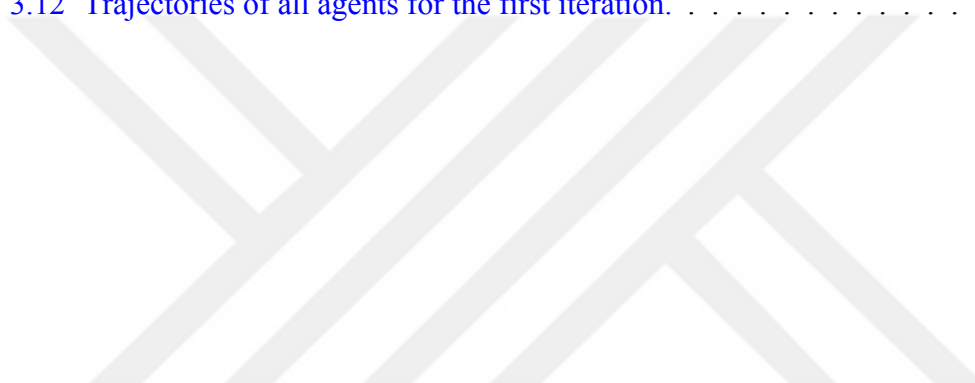 3.12 Trajectories of all agents for the first iteration. . . . . . . . . . . . .